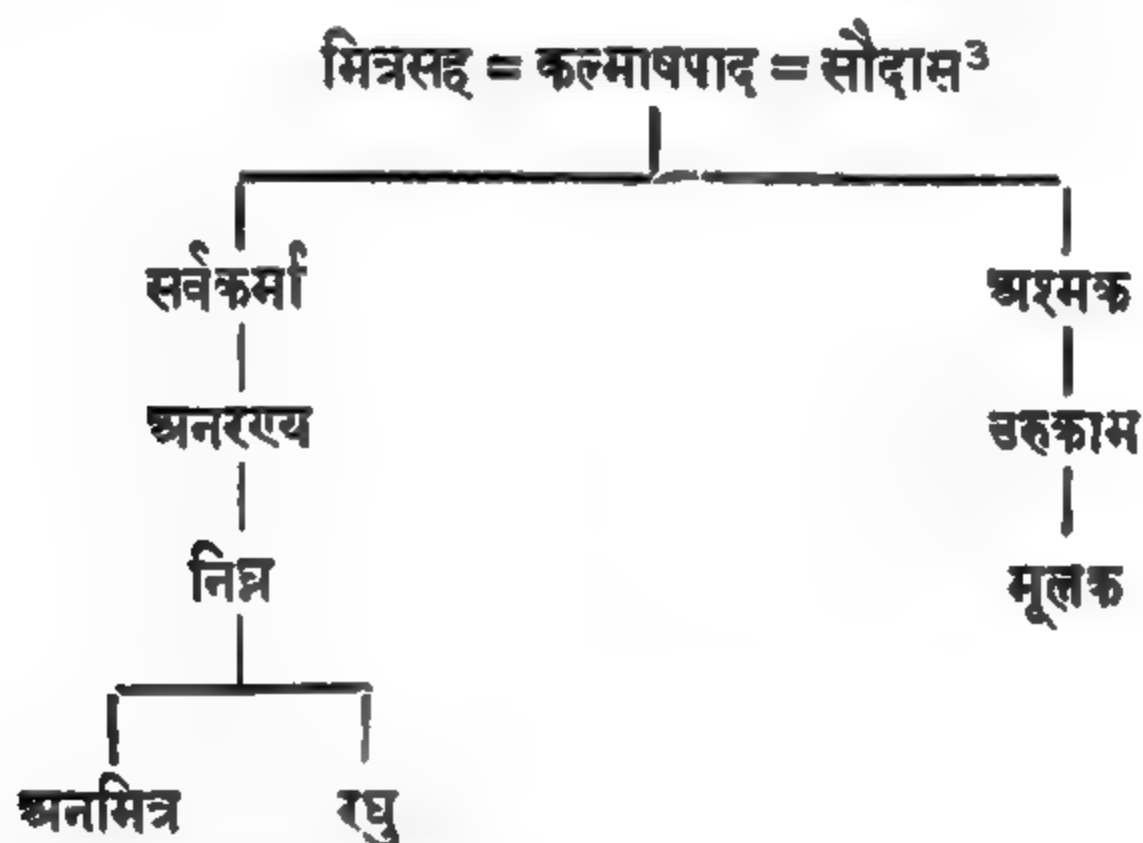 मित्रसह = कल्माषपाद = सौदास³
सर्वकर्मा अश्मक
अनरण्य उरुकाम
निघ्न मूलक
अनमित्र रघु